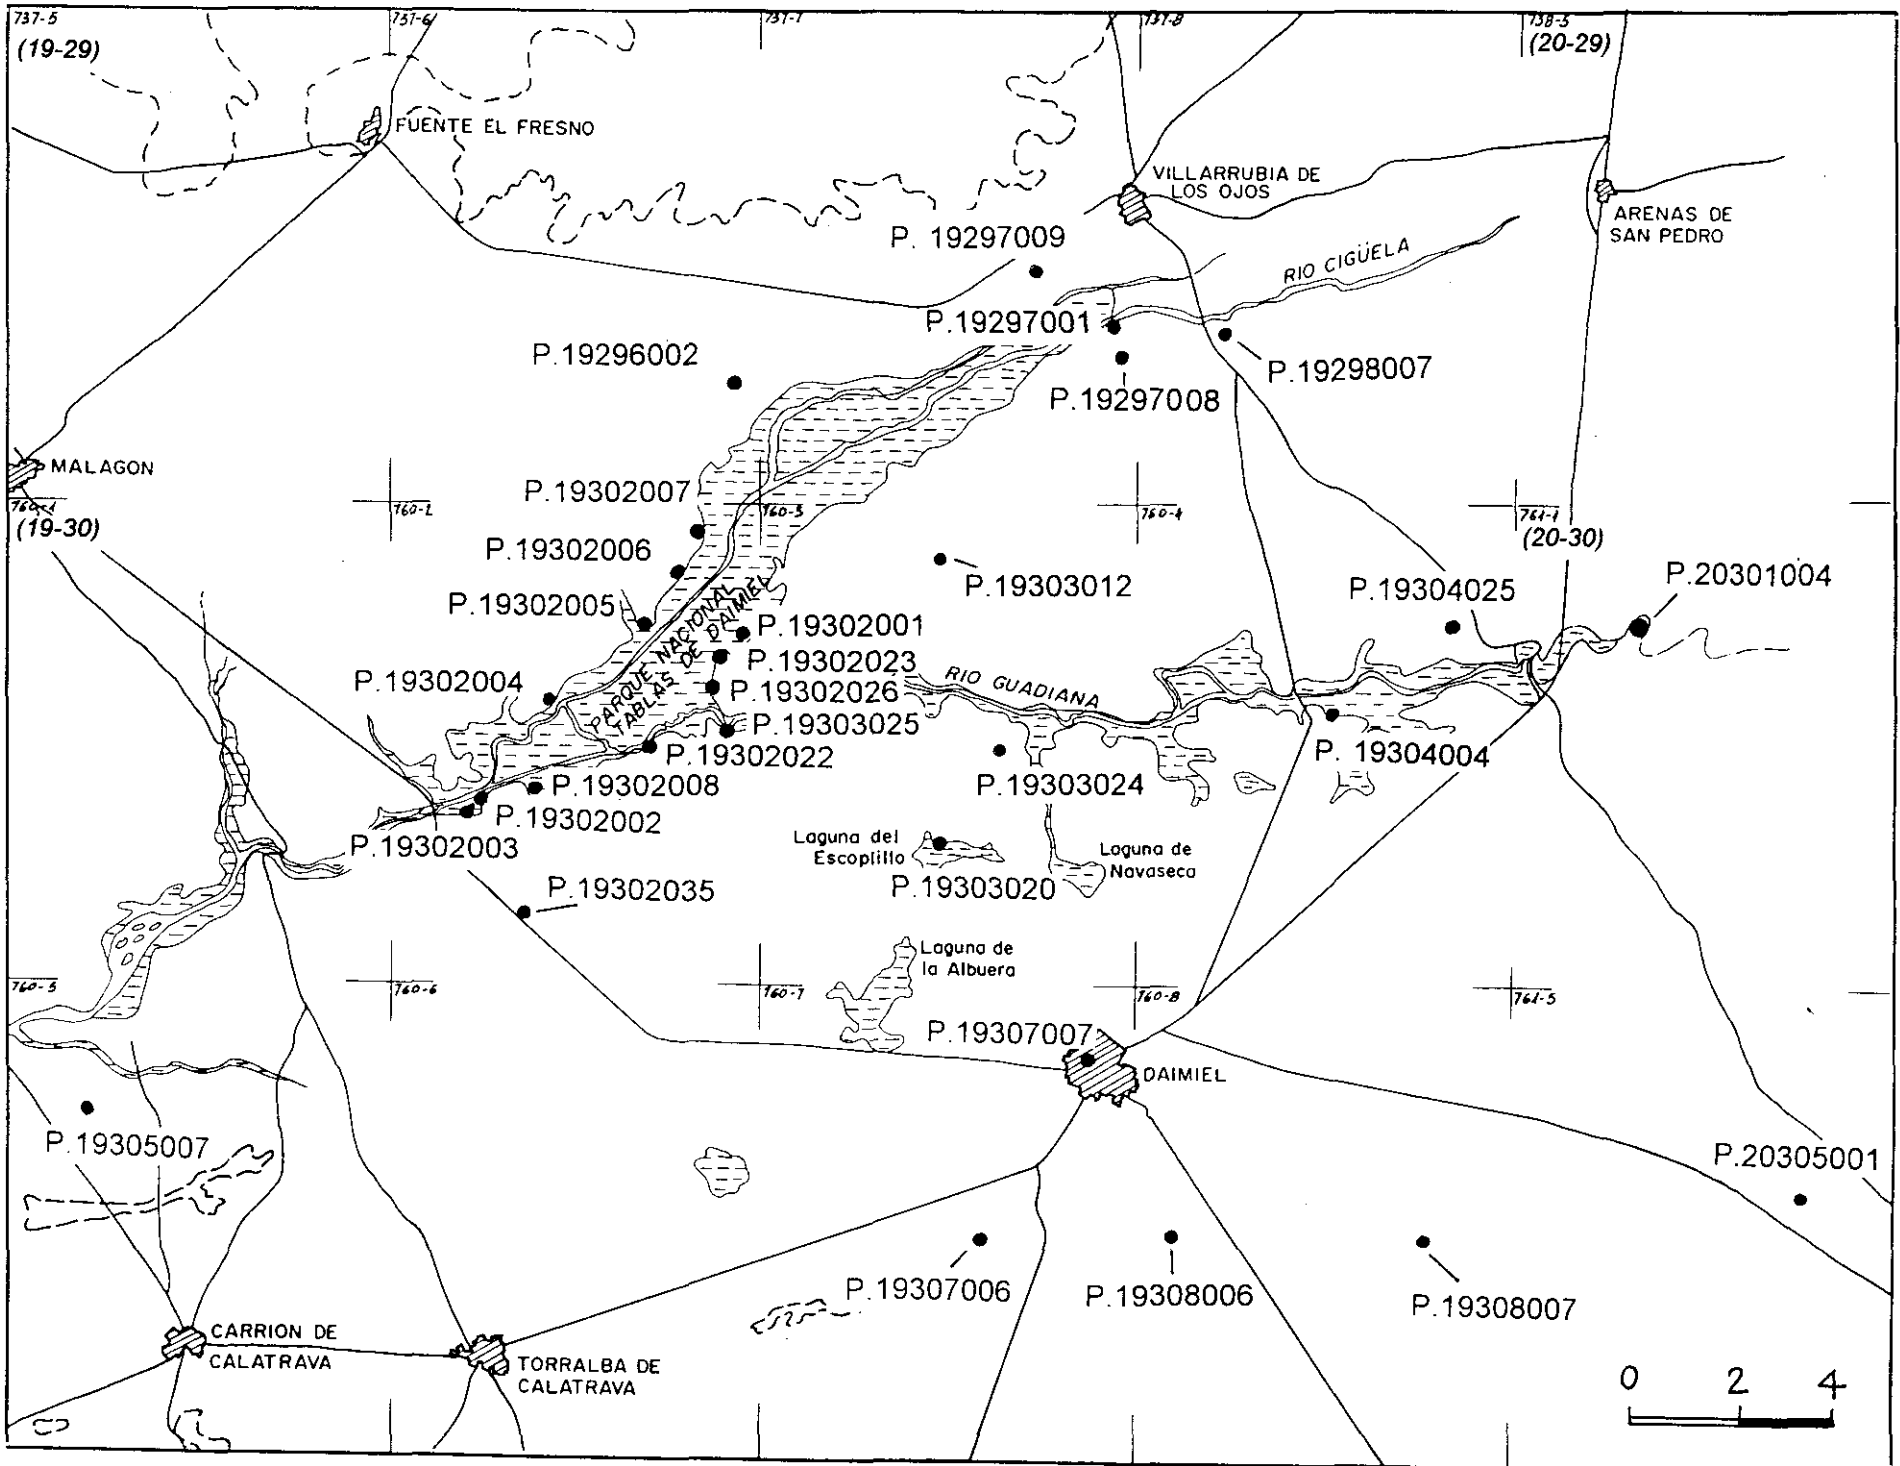 737-5
737-6
737-7
737-8
738-5
(19-29)
(20-29)
FUENTE EL FRESNO
VILLARRUBIA DE
LOS OJOS
ARENAS DE
SAN PEDRO
P. 19297009
RIO CIGÜELA
P.19297001
P.19296002
P.19298007
P.19297008
MALAGON
P.19302007
760-1
760-2
760-3
760-4
761-1
(19-30)
(20-30)
P.19302006
P.19303012
P.19304025
P.20301004
P.19302005
PARQUE NACIONAL
TABLAS DE DAIMIEL
P.19302001
P.19302023
P.19302004
P.19302026
RIO GUADIANA
P.19303025
P.19302022
P. 19304004
P.19302008
P.19303024
P.19302002
P.19302003
Laguna del
Escoplillo
Laguna de
Navaseca
P.19303020
P.19302035
Laguna de
la Albuera
760-5
760-6
760-7
760-8
761-5
P.19307007
DAIMIEL
P.19305007
P.20305001
P.19307006
P.19308006
P.19308007
CARRION DE
CALATRAVA
TORRALBA DE
CALATRAVA
0 2 4